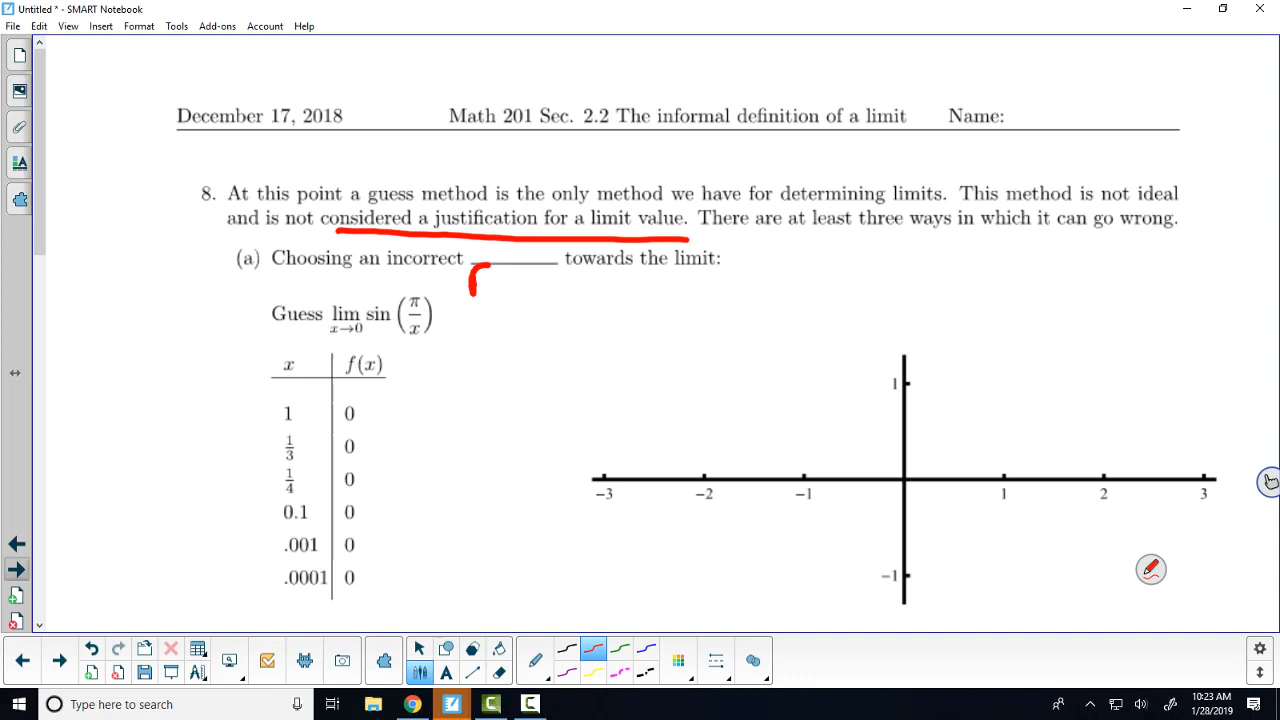 Untitled * - SMART Notebook
File Edit View Insert Format Tools Add-ons Account Help
December 17, 2018 Math 201 Sec. 2.2 The informal definition of a limit Name:
8. At this point a guess method is the only method we have for determining limits. This method is not ideal
and is not considered a justification for a limit value. There are at least three ways in which it can go wrong.
(a) Choosing an incorrect ________ towards the limit:
Guess lim x→0 sin (π/x)
x f(x)
1 0
1/3 0
1/4 0
0.1 0
.001 0
.0001 0
1
-3 -2 -1 1 2 3
-1
Type here to search
10:23 AM
1/28/2019